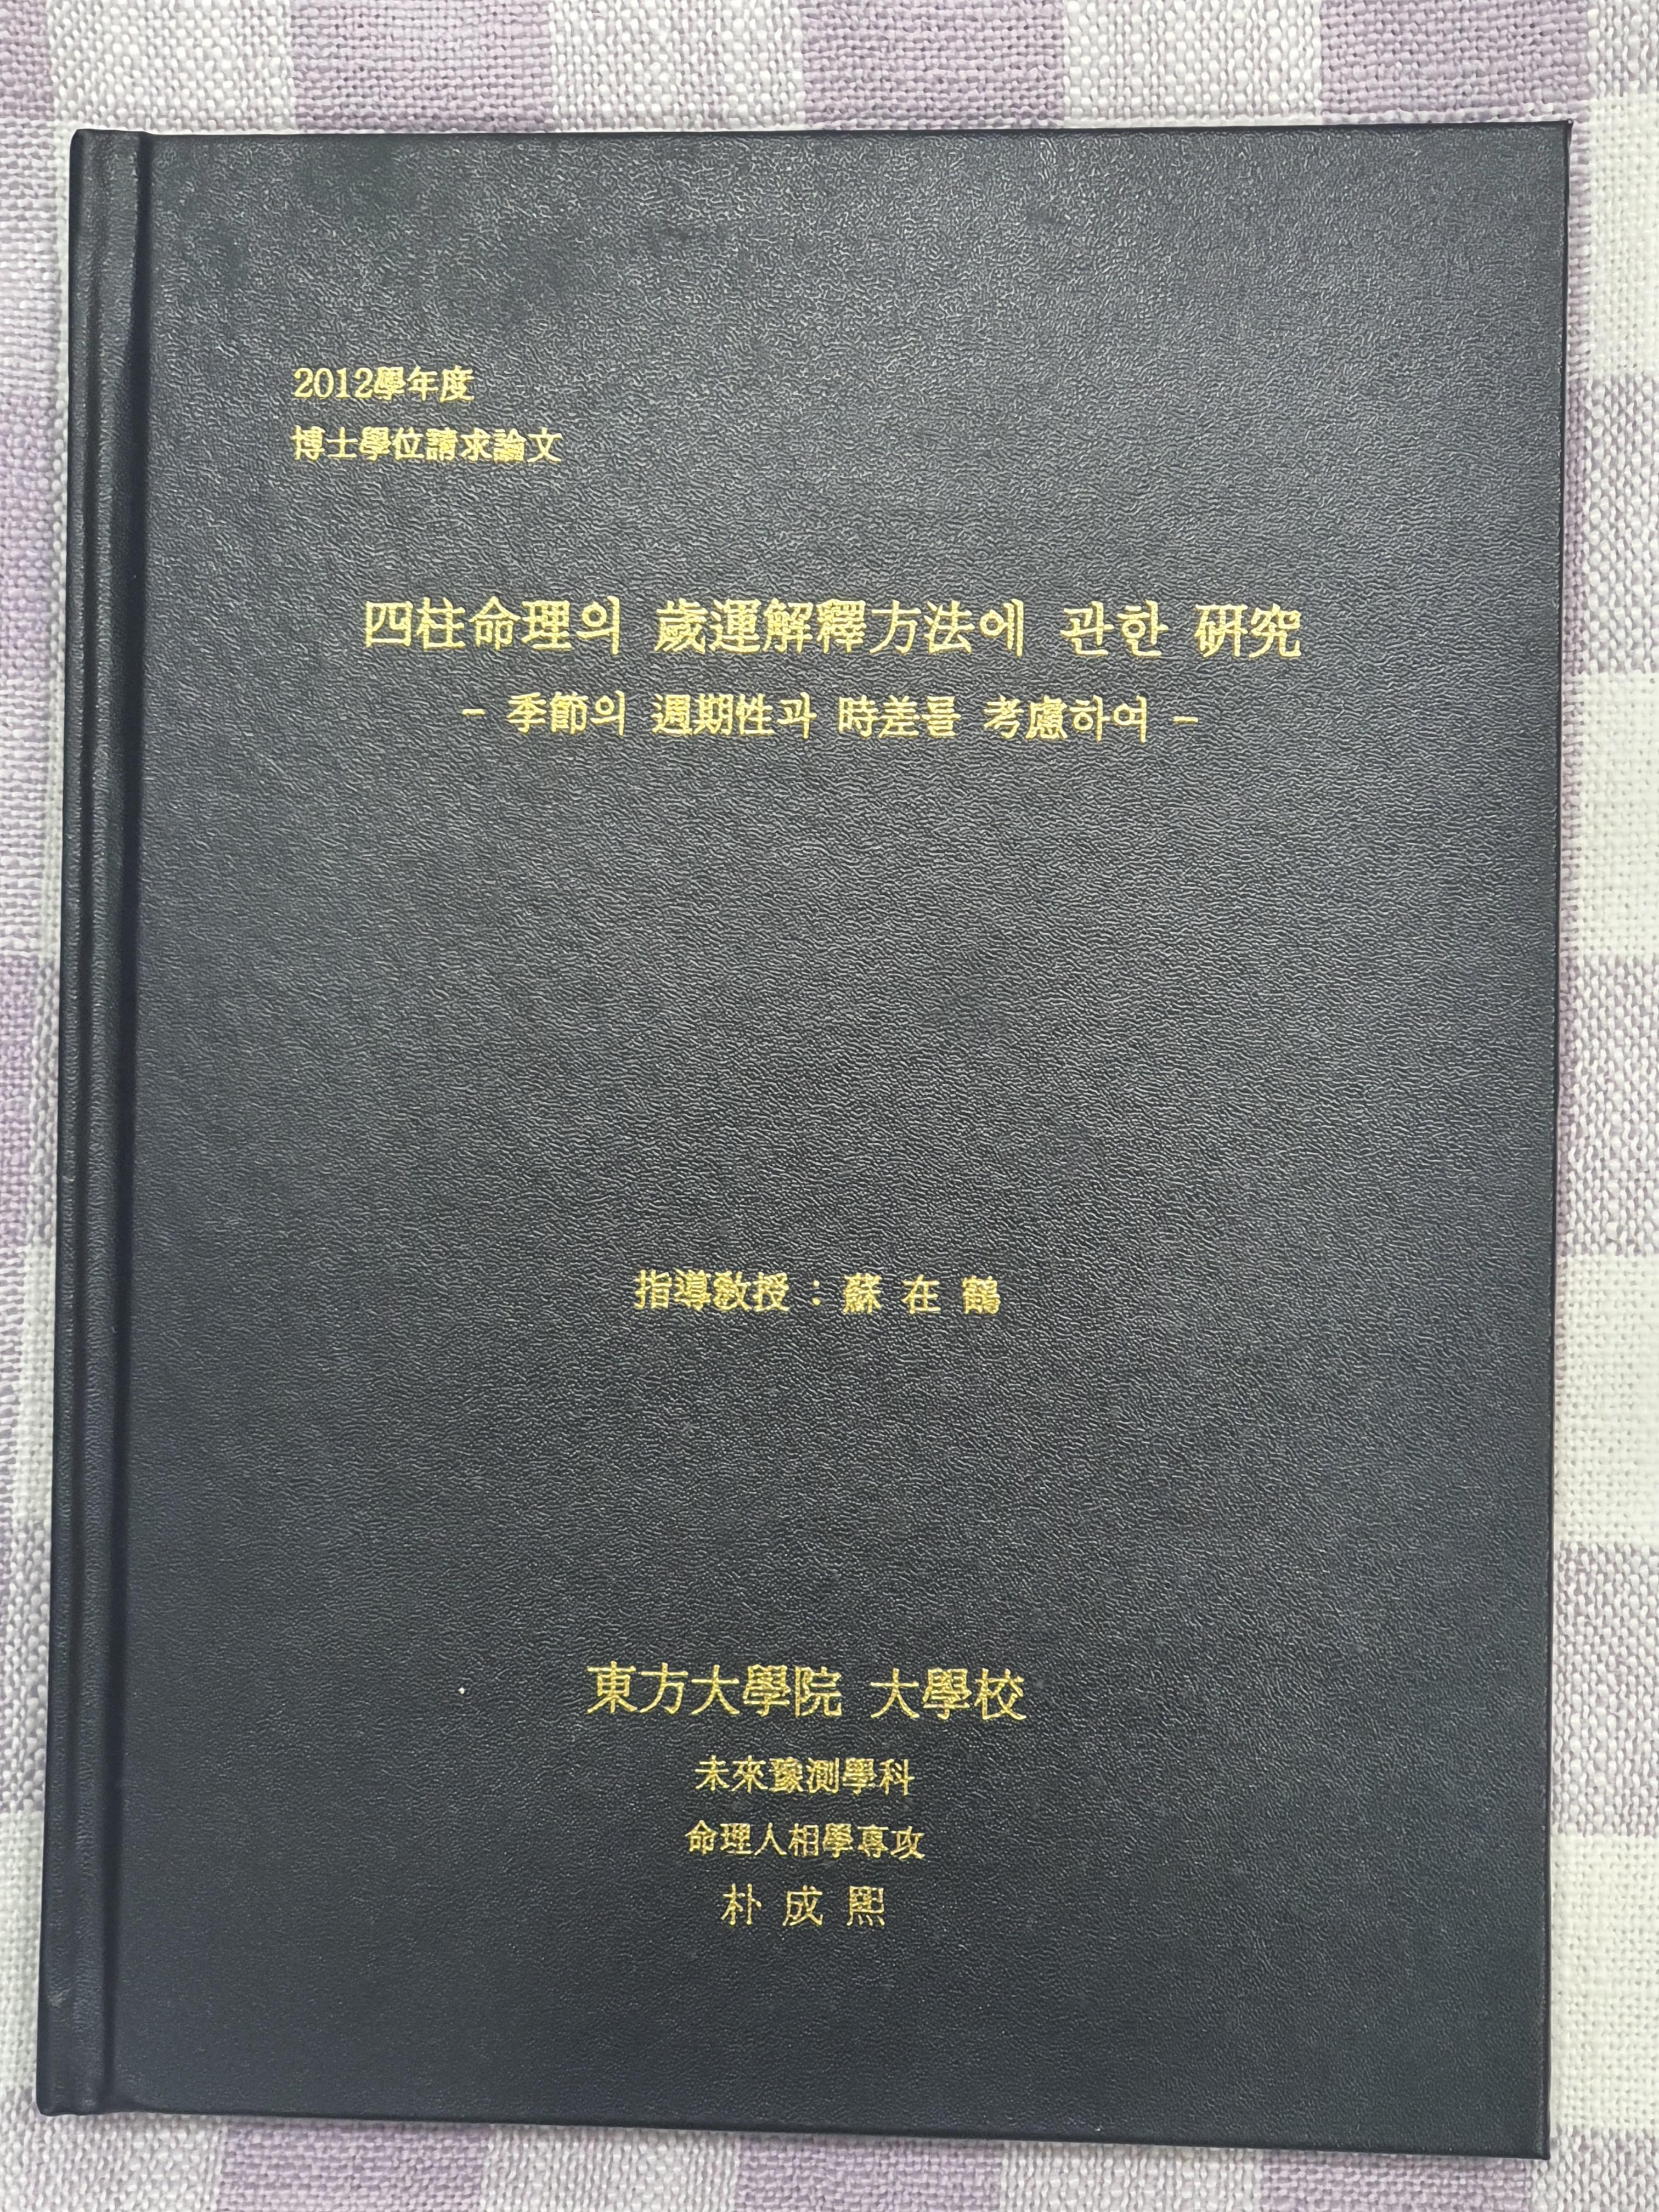 2012學年度
博士學位請求論文
四柱命理의 歲運解釋方法에 관한 硏究
- 季節의 週期性과 時差를 考慮하여 -
指導敎授 : 蘇 在 鶴
東方大學院 大學校
未來豫測學科
命理人相學專攻
朴 成 熙